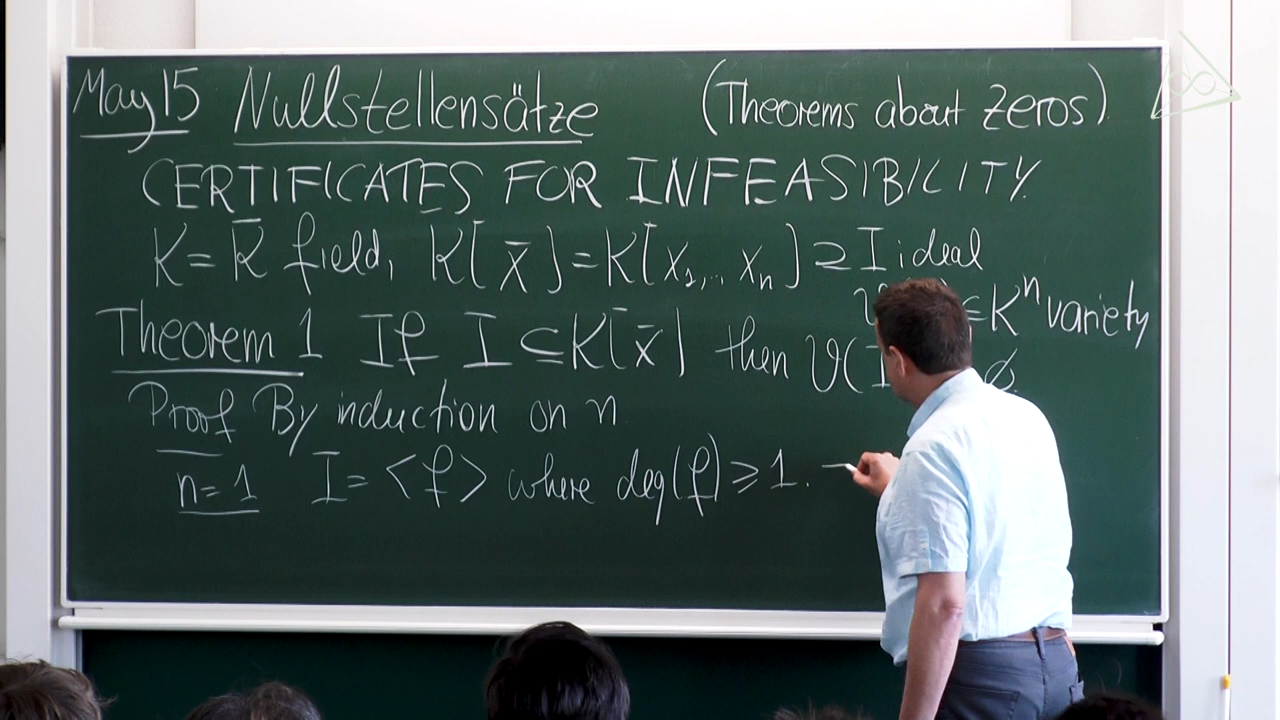 May 15 Nullstellensätze (Theorems about zeros)
CERTIFICATES FOR INFEASIBILITY
K = K̄ field, K[x̄] = K[x₁,.. xₙ] ⊇ I ideal
⊆ Kⁿ variety
Theorem 1 If I ⊊ K[x̄] then V(I ∅
Proof By induction on n
n=1 I = <f> where deg(f) ≥ 1.